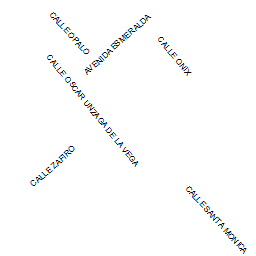 CALLE OPALO
AVENIDA ESMERALDA
CALLE ONIX
CALLE OSCAR UNZAGA DE LA VEGA
CALLE ZAFIRO
CALLE SANTA MONICA